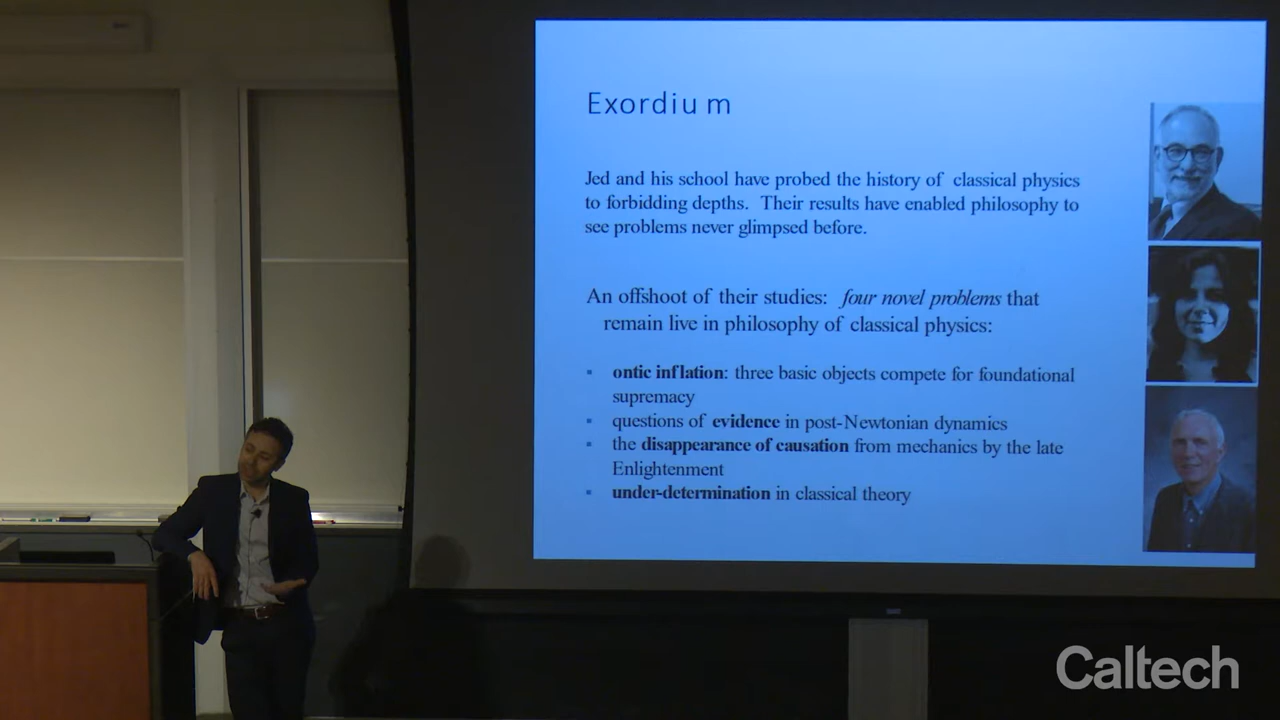 Exordium
Jed and his school have probed the history of classical physics
to forbidding depths. Their results have enabled philosophy to
see problems never glimpsed before.
An offshoot of their studies: four novel problems that
remain live in philosophy of classical physics:
▪ ontic inflation: three basic objects compete for foundational
supremacy
▪ questions of evidence in post-Newtonian dynamics
▪ the disappearance of causation from mechanics by the late
Enlightenment
▪ under-determination in classical theory
Caltech